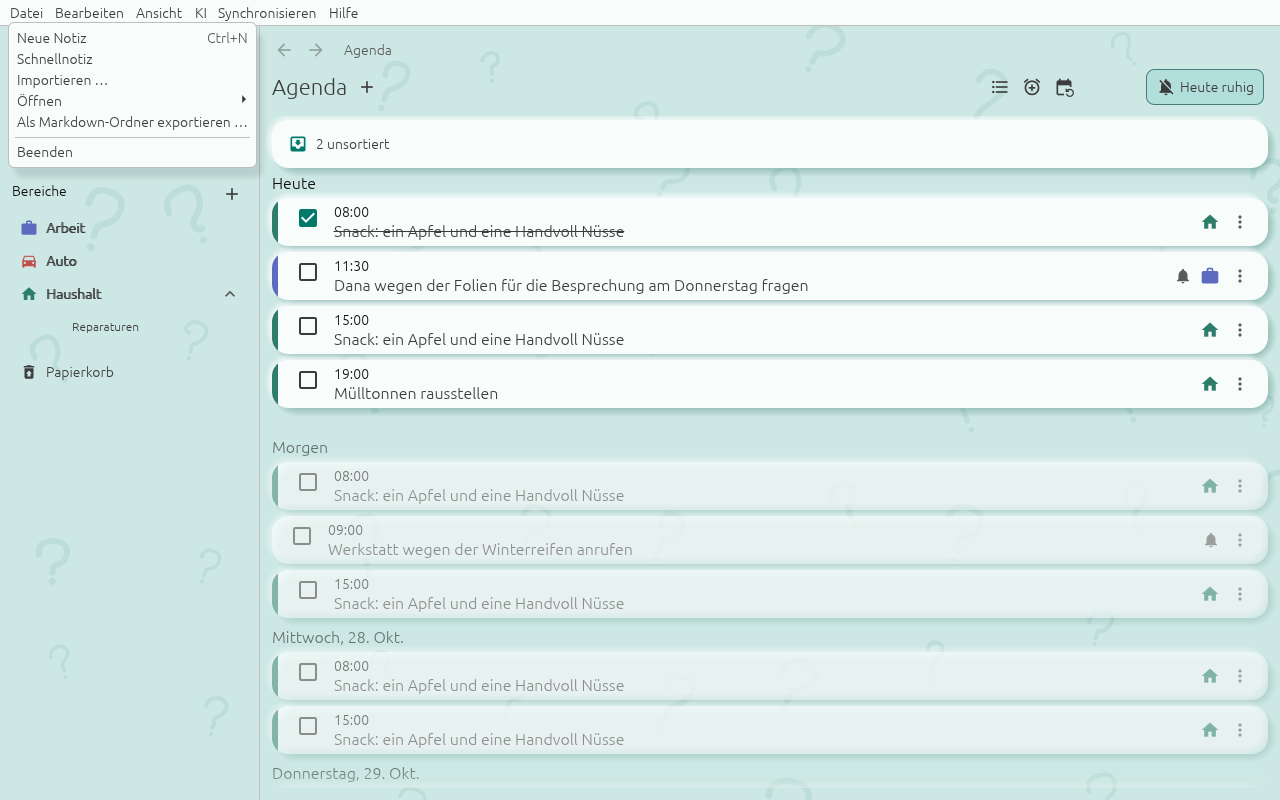 Datei Bearbeiten Ansicht KI Synchronisieren Hilfe
Neue Notiz Ctrl+N
Schnellnotiz
Importieren …
Öffnen
Als Markdown-Ordner exportieren …
Beenden
Bereiche
Arbeit
Auto
Haushalt
Reparaturen
Papierkorb
Agenda
Agenda
Heute ruhig
2 unsortiert
Heute
08:00
Snack: ein Apfel und eine Handvoll Nüsse
11:30
Dana wegen der Folien für die Besprechung am Donnerstag fragen
15:00
Snack: ein Apfel und eine Handvoll Nüsse
19:00
Mülltonnen rausstellen
Morgen
08:00
Snack: ein Apfel und eine Handvoll Nüsse
09:00
Werkstatt wegen der Winterreifen anrufen
15:00
Snack: ein Apfel und eine Handvoll Nüsse
Mittwoch, 28. Okt.
08:00
Snack: ein Apfel und eine Handvoll Nüsse
15:00
Snack: ein Apfel und eine Handvoll Nüsse
Donnerstag, 29. Okt.